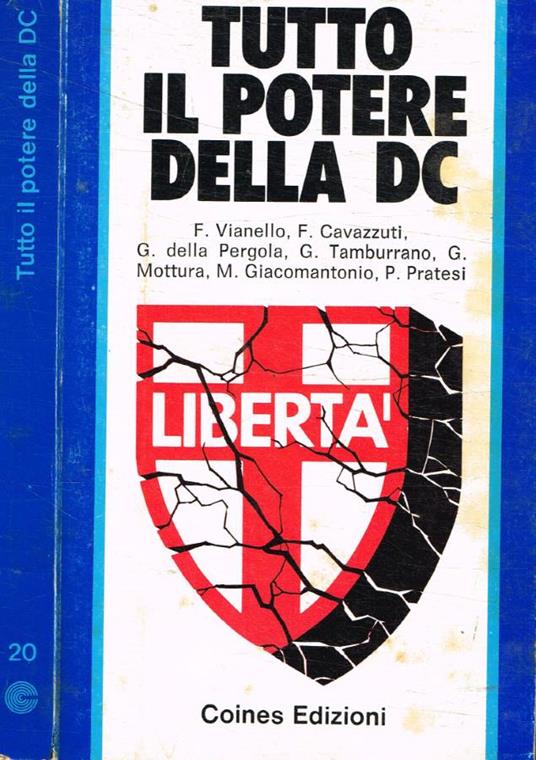 Tutto il potere della DC
20
TUTTO
IL POTERE
DELLA DC
F. Vianello, F. Cavazzuti,
G. della Pergola, G. Tamburrano, G.
Mottura, M. Giacomantonio, P. Pratesi
LIBERTA'
Coines Edizioni